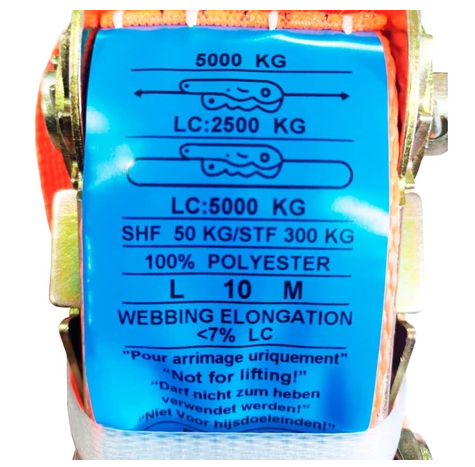 5000 KG
LC:2500 KG
LC:5000 KG
SHF 50 KG/STF 300 KG
100% POLYESTER
L 10 M
WEBBING ELONGATION
<7% LC
"Pour arrimage uriquement"
"Not for lifting!"
"Darf nicht zum heben
verwendet werden!"
"Niet Voor hijsdoeleinden!"